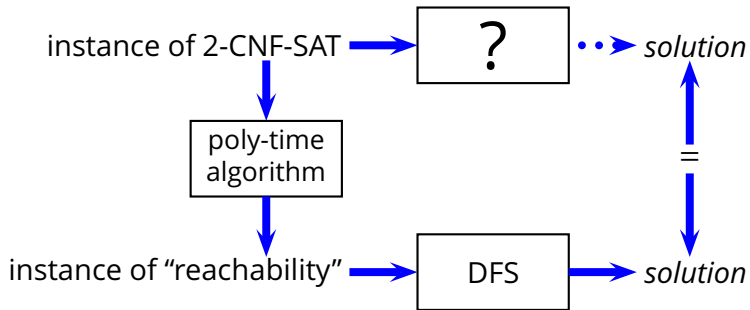 instance of 2-CNF-SAT
?
solution
poly-time
algorithm
=
instance of “reachability”
DFS
solution